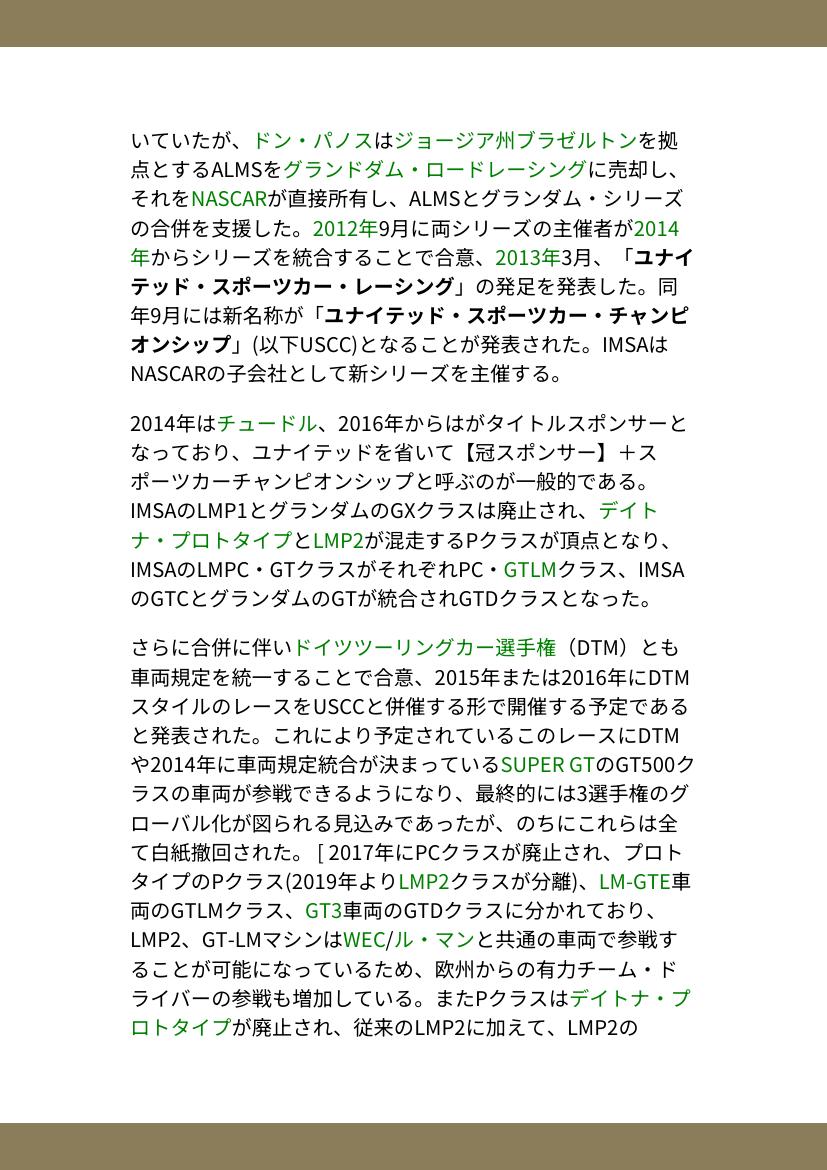 いていたが、ドン・パノスはジョージア州ブラゼルトンを拠
点とするALMSをグランドダム・ロードレーシングに売却し、
それをNASCARが直接所有し、ALMSとグランダム・シリーズ
の合併を支援した。2012年9月に両シリーズの主催者が2014
年からシリーズを統合することで合意、2013年3月、「ユナイ
テッド・スポーツカー・レーシング」の発足を発表した。同
年9月には新名称が「ユナイテッド・スポーツカー・チャンピ
オンシップ」(以下USCC)となることが発表された。IMSAは
NASCARの子会社として新シリーズを主催する。
2014年はチュードル、2016年からはがタイトルスポンサーと
なっており、ユナイテッドを省いて【冠スポンサー】＋ス
ポーツカーチャンピオンシップと呼ぶのが一般的である。
IMSAのLMP1とグランダムのGXクラスは廃止され、デイト
ナ・プロトタイプとLMP2が混走するPクラスが頂点となり、
IMSAのLMPC・GTクラスがそれぞれPC・GTLMクラス、IMSA
のGTCとグランダムのGTが統合されGTDクラスとなった。
さらに合併に伴いドイツツーリングカー選手権（DTM）とも
車両規定を統一することで合意、2015年または2016年にDTM
スタイルのレースをUSCCと併催する形で開催する予定である
と発表された。これにより予定されているこのレースにDTM
や2014年に車両規定統合が決まっているSUPER GTのGT500ク
ラスの車両が参戦できるようになり、最終的には3選手権のグ
ローバル化が図られる見込みであったが、のちにこれらは全
て白紙撤回された。 [ 2017年にPCクラスが廃止され、プロト
タイプのPクラス(2019年よりLMP2クラスが分離)、LM-GTE車
両のGTLMクラス、GT3車両のGTDクラスに分かれており、
LMP2、GT-LMマシンはWEC/ル・マンと共通の車両で参戦す
ることが可能になっているため、欧州からの有力チーム・ド
ライバーの参戦も増加している。またPクラスはデイトナ・プ
ロトタイプが廃止され、従来のLMP2に加えて、LMP2の